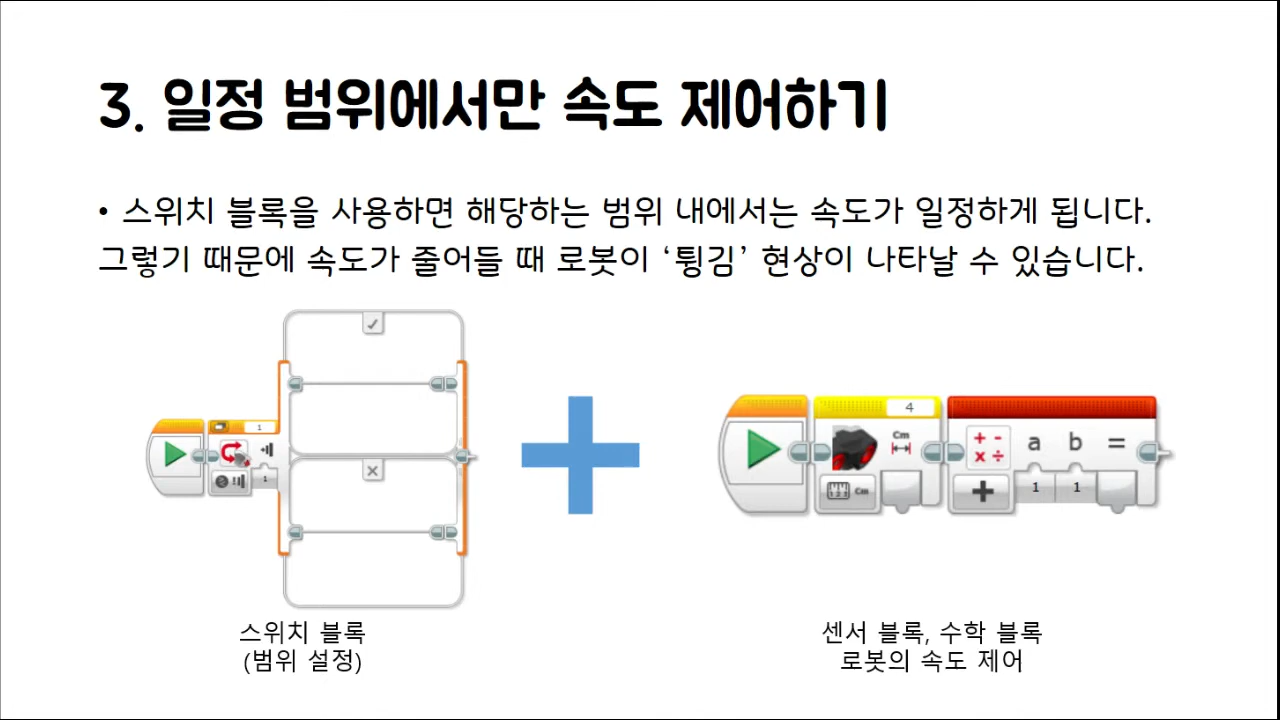 3. 일정 범위에서만 속도 제어하기
• 스위치 블록을 사용하면 해당하는 범위 내에서는 속도가 일정하게 됩니다.
그렇기 때문에 속도가 줄어들 때 로봇이 ‘튕김’ 현상이 나타날 수 있습니다.
1
1
4
Cm
1 2 3 Cm
+ -
x ÷
a b =
1 1
스위치 블록
(범위 설정)
센서 블록, 수학 블록
로봇의 속도 제어